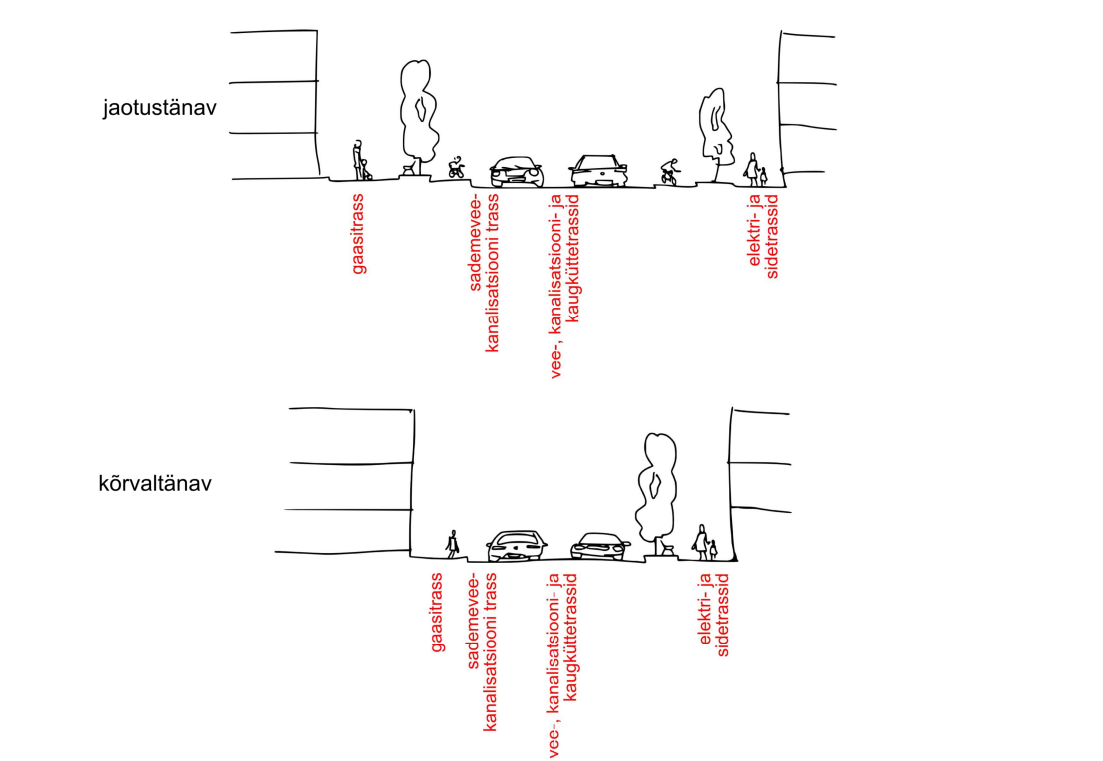 jaotustänav
gaasitrass
sademevee-
kanalisatsiooni trass
vee-, kanalisatsiooni- ja
kaugküttetrassid
elektri- ja
sidetrassid
kõrvaltänav
gaasitrass
sademevee-
kanalisatsiooni trass
vee-, kanalisatsiooni- ja
kaugküttetrassid
elektri- ja
sidetrassid